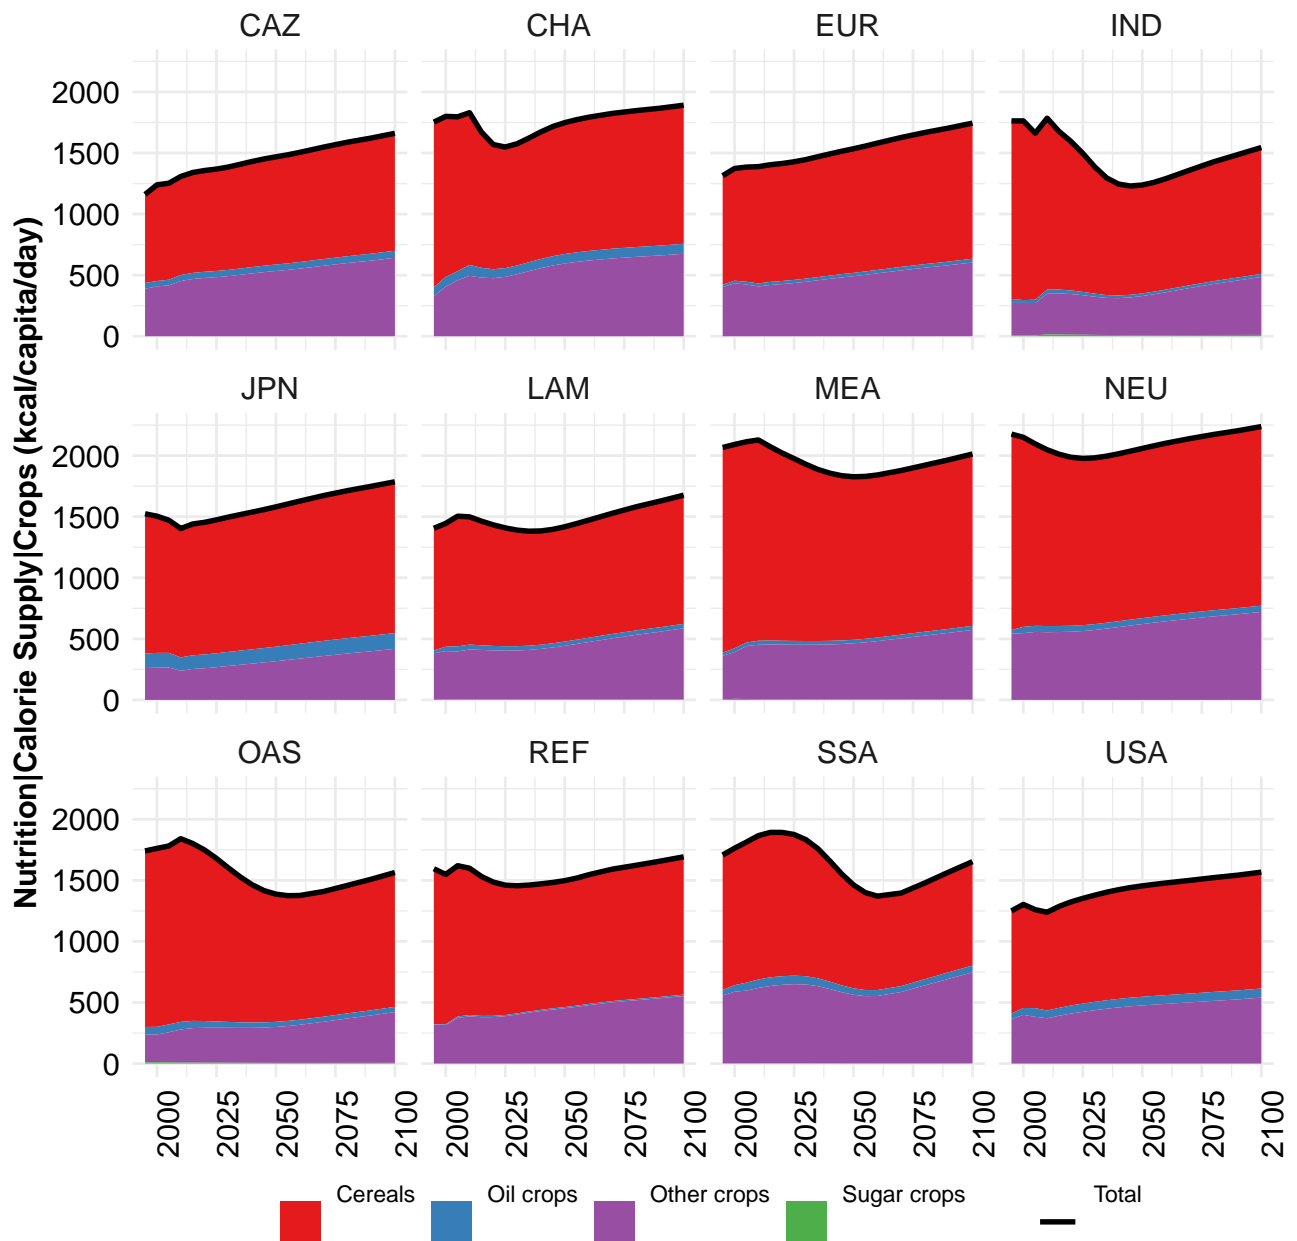 CAZ CHA EUR IND
2000
1500
1000
500
0
JPN LAM MEA NEU
2000
1500
1000
500
0
OAS REF SSA USA
2000
1500
1000
500
0
2000 2025 2050 2075 2100 2000 2025 2050 2075 2100 2000 2025 2050 2075 2100 2000 2025 2050 2075 2100
Nutrition|Calorie Supply|Crops (kcal/capita/day)
Cereals Oil crops Other crops Sugar crops Total